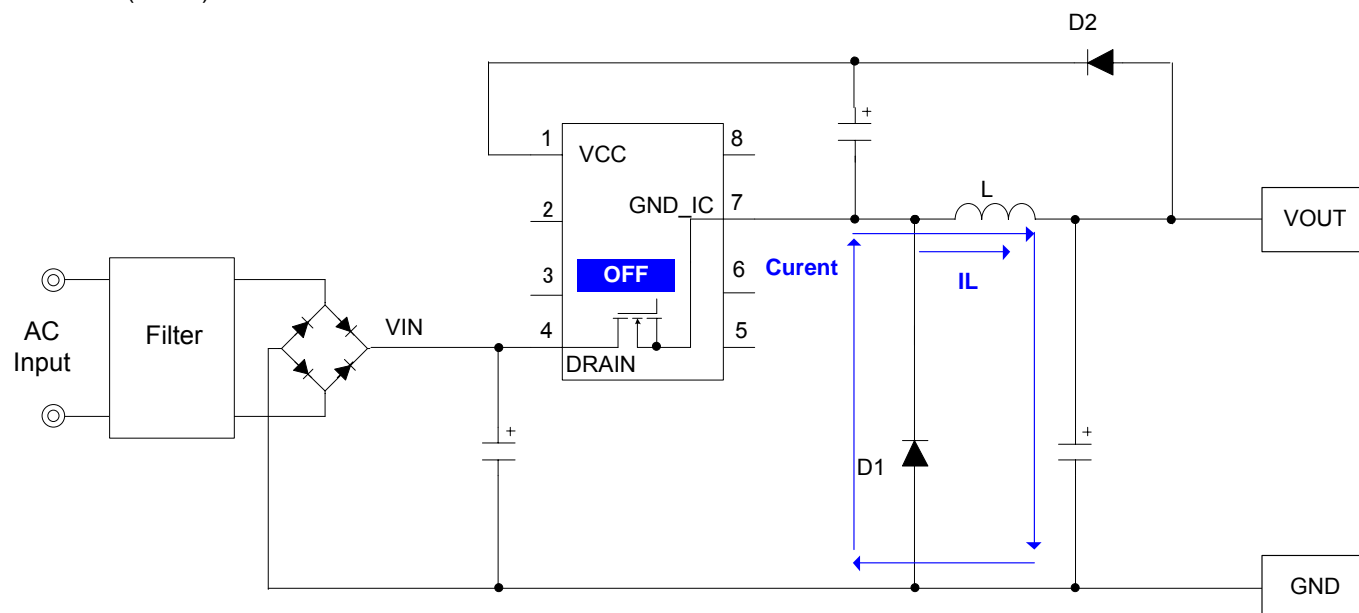 D2
1
VCC
8
+
2
GND_IC
7
L
VOUT
3
OFF
6
Curent
IL
AC
Input
Filter
VIN
4
5
DRAIN
+
D1
+
GND